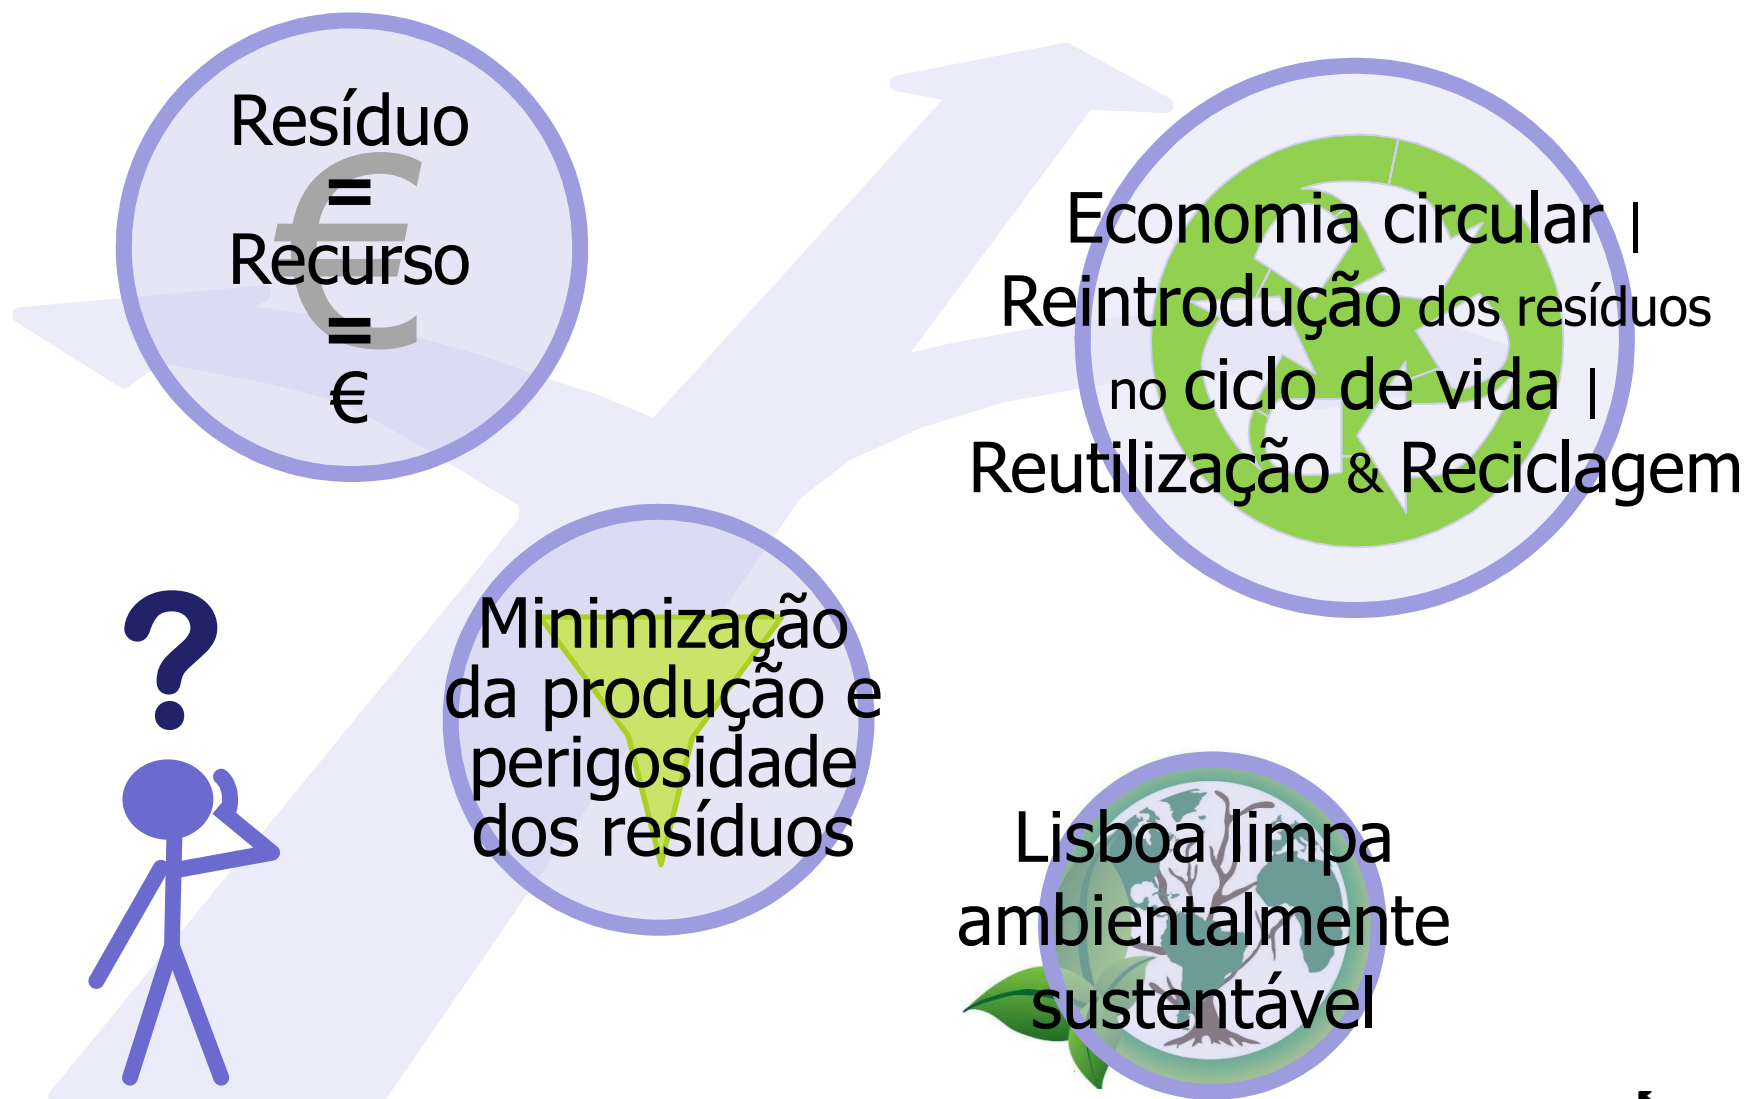 Resíduo
=
Recurso
=
€
Economia circular |
Reintrodução dos resíduos
no ciclo de vida |
Reutilização & Reciclagem
Minimização
da produção e
perigosidade
dos resíduos
Lisboa limpa
ambientalmente
sustentável